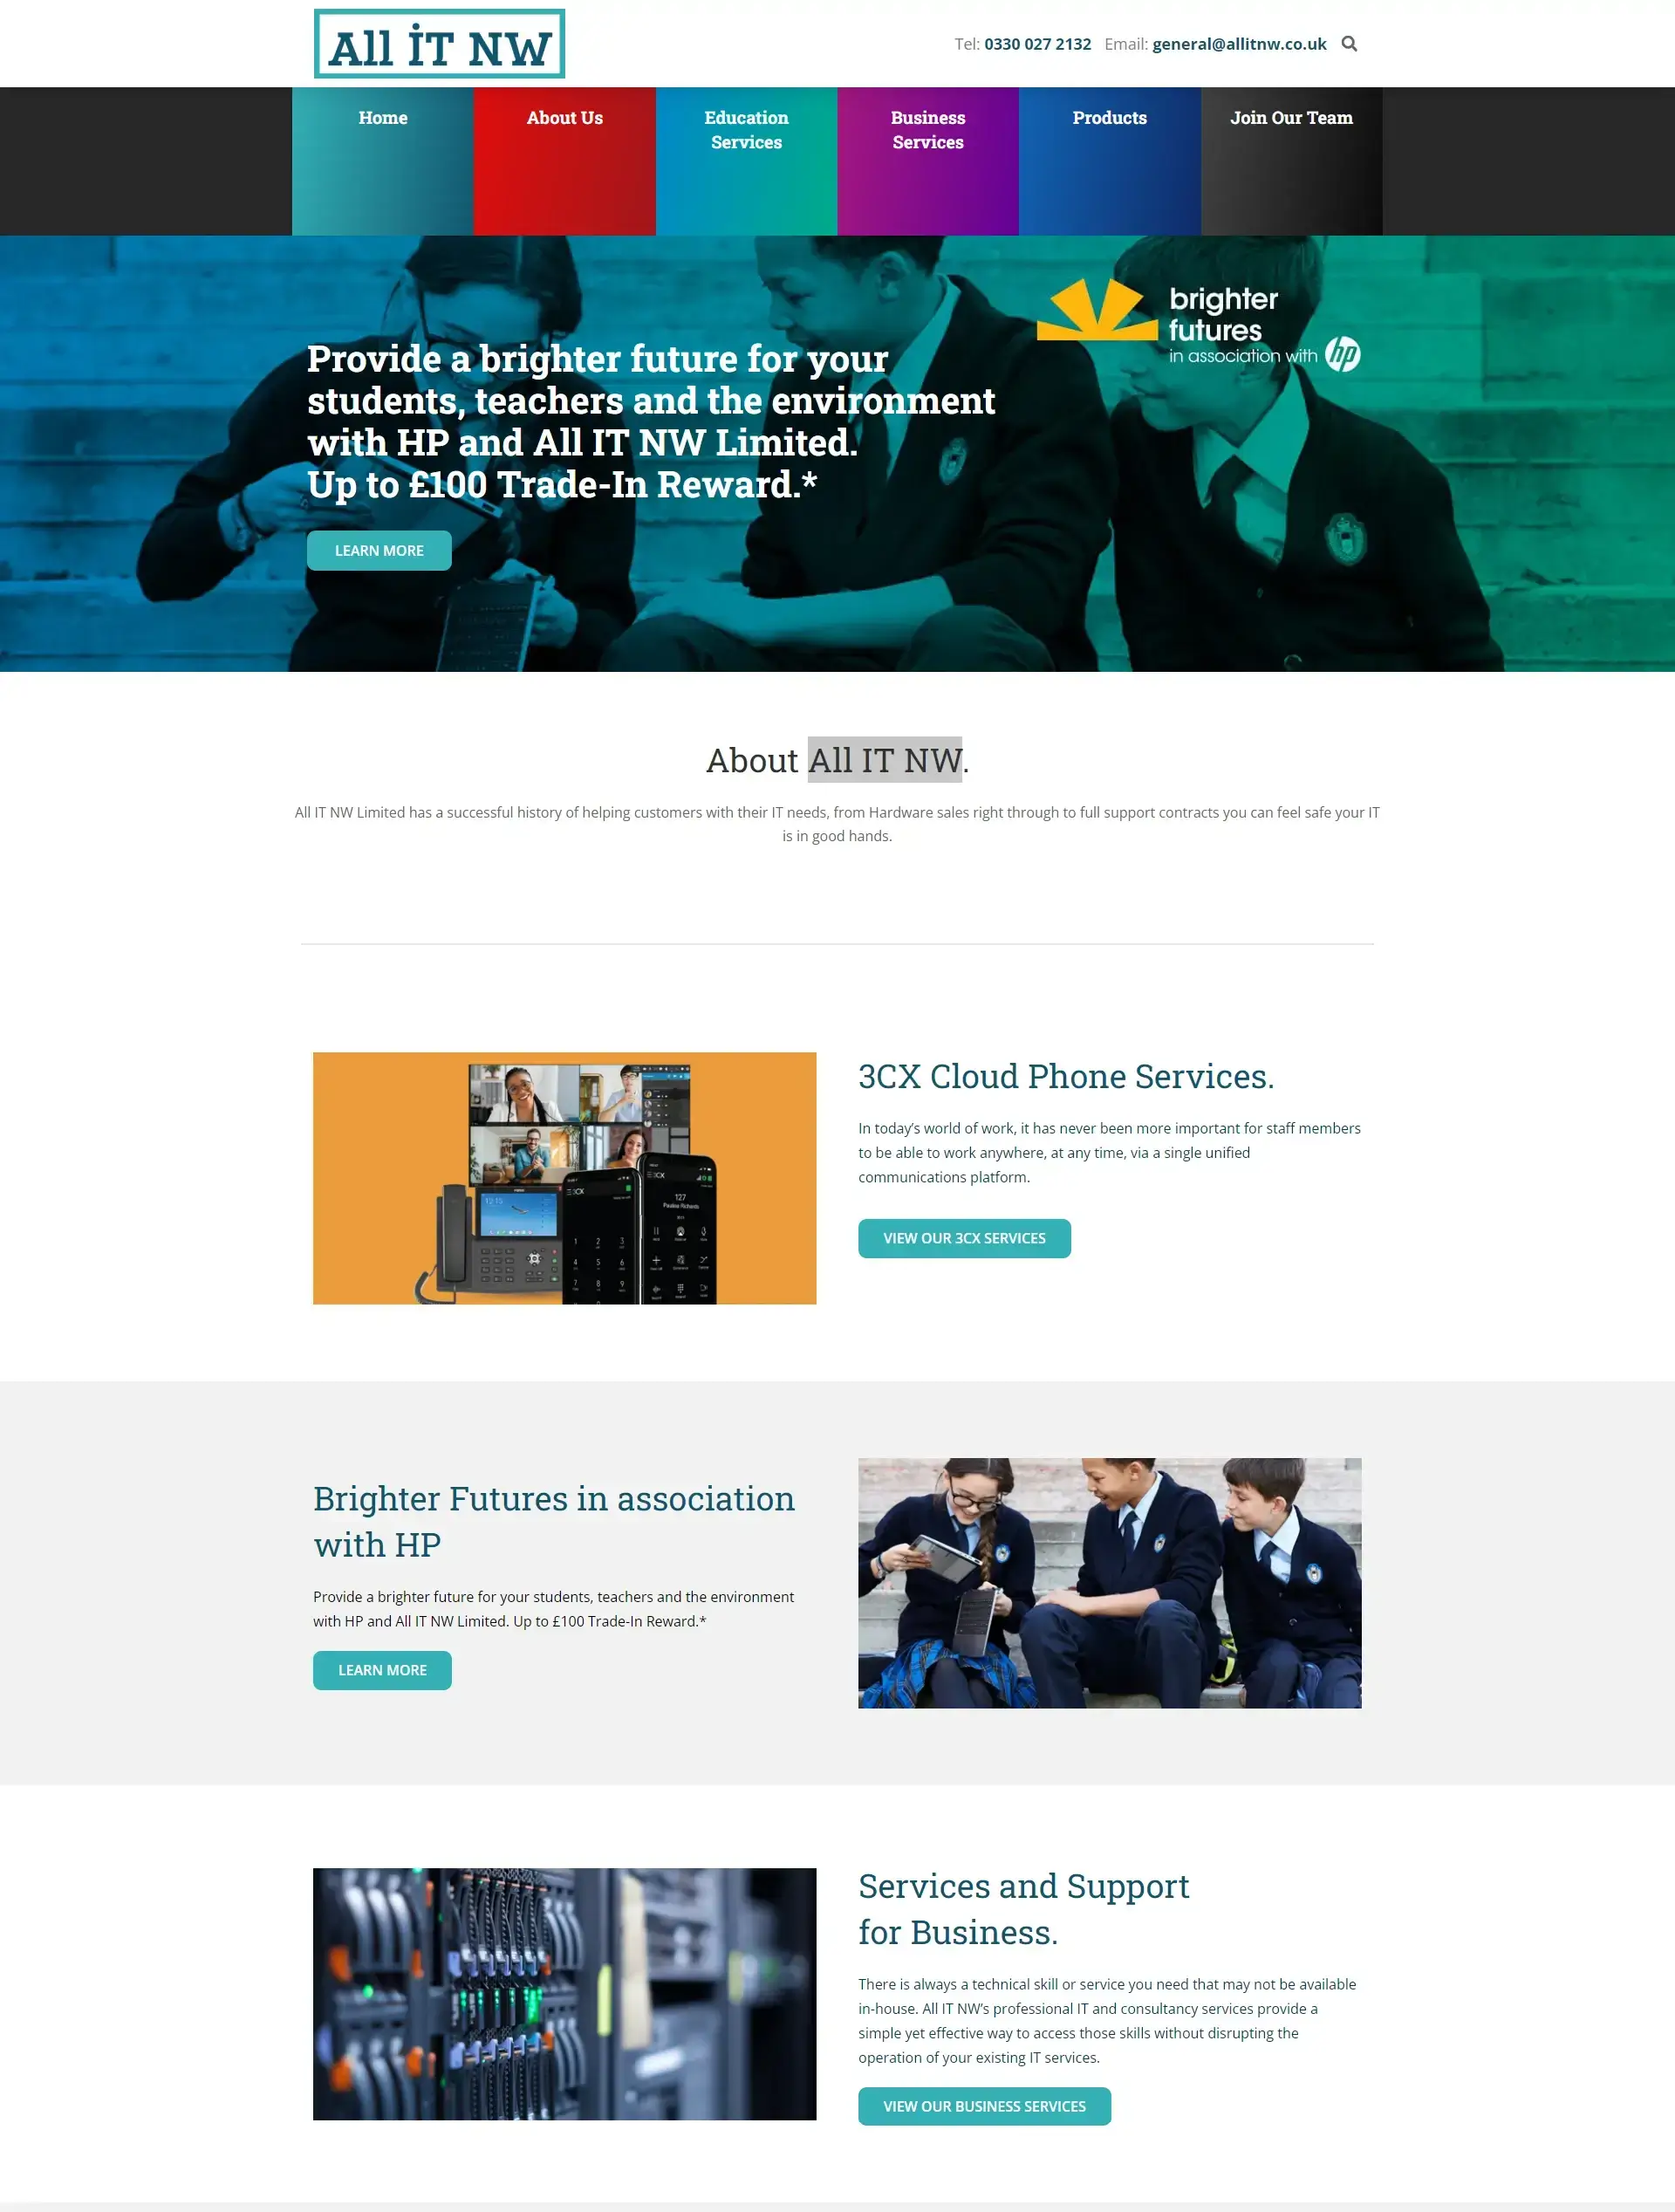 All iT NW
Tel: 0330 027 2132 Email: general@allitnw.co.uk
Home
About Us
Education
Services
Business
Services
Products
Join Our Team
brighter
futures
in association with hp
Provide a brighter future for your
students, teachers and the environment
with HP and All IT NW Limited.
Up to £100 Trade-In Reward.*
LEARN MORE
About All IT NW.
All IT NW Limited has a successful history of helping customers with their IT needs, from Hardware sales right through to full support contracts you can feel safe your IT
is in good hands.
3CX Cloud Phone Services.
In today’s world of work, it has never been more important for staff members
to be able to work anywhere, at any time, via a single unified
communications platform.
VIEW OUR 3CX SERVICES
Brighter Futures in association
with HP
Provide a brighter future for your students, teachers and the environment
with HP and All IT NW Limited. Up to £100 Trade-In Reward.*
LEARN MORE
Services and Support
for Business.
There is always a technical skill or service you need that may not be available
in-house. All IT NW’s professional IT and consultancy services provide a
simple yet effective way to access those skills without disrupting the
operation of your existing IT services.
VIEW OUR BUSINESS SERVICES